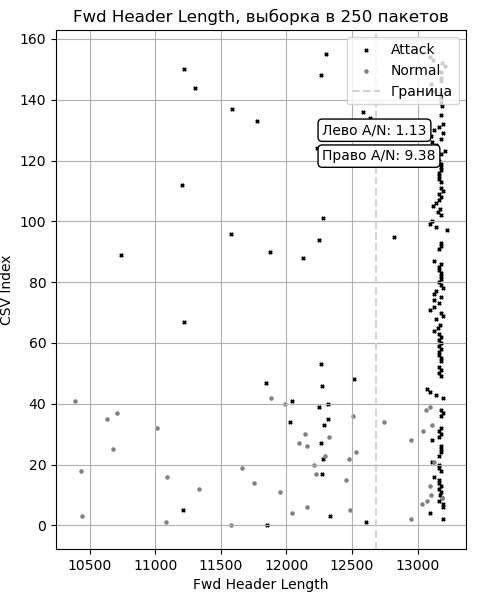 Fwd Header Length, выборка в 250 пакетов
Attack
Normal
Граница
Лево A/N: 1.13
Право A/N: 9.38
CSV Index
160
140
120
100
80
60
40
20
0
10500 11000 11500 12000 12500 13000
Fwd Header Length